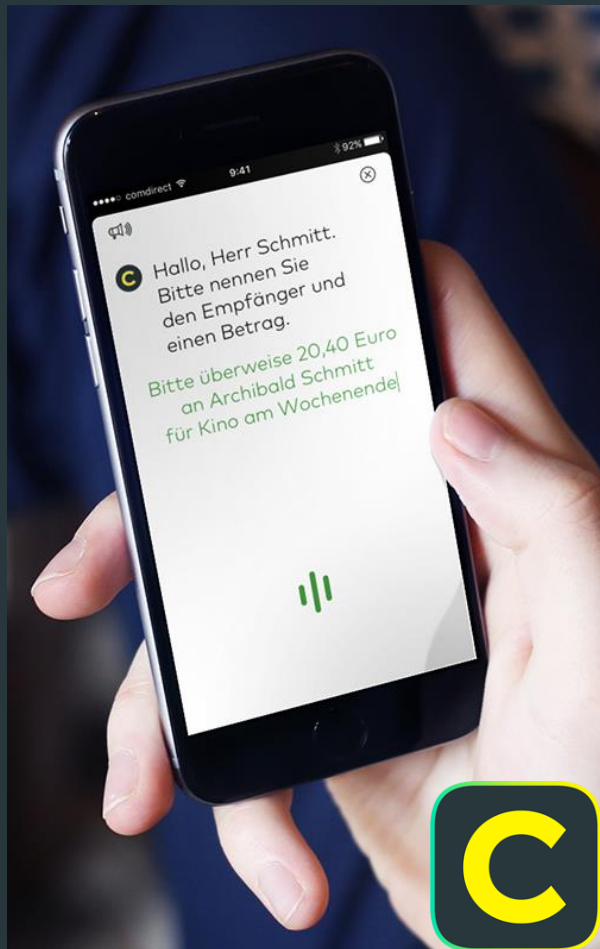 comdirect 9:41 92%
Hallo, Herr Schmitt.
C Bitte nennen Sie
den Empfänger und
einen Betrag.
Bitte überweise 20,40 Euro
an Archibald Schmitt
für Kino am Wochenende
C